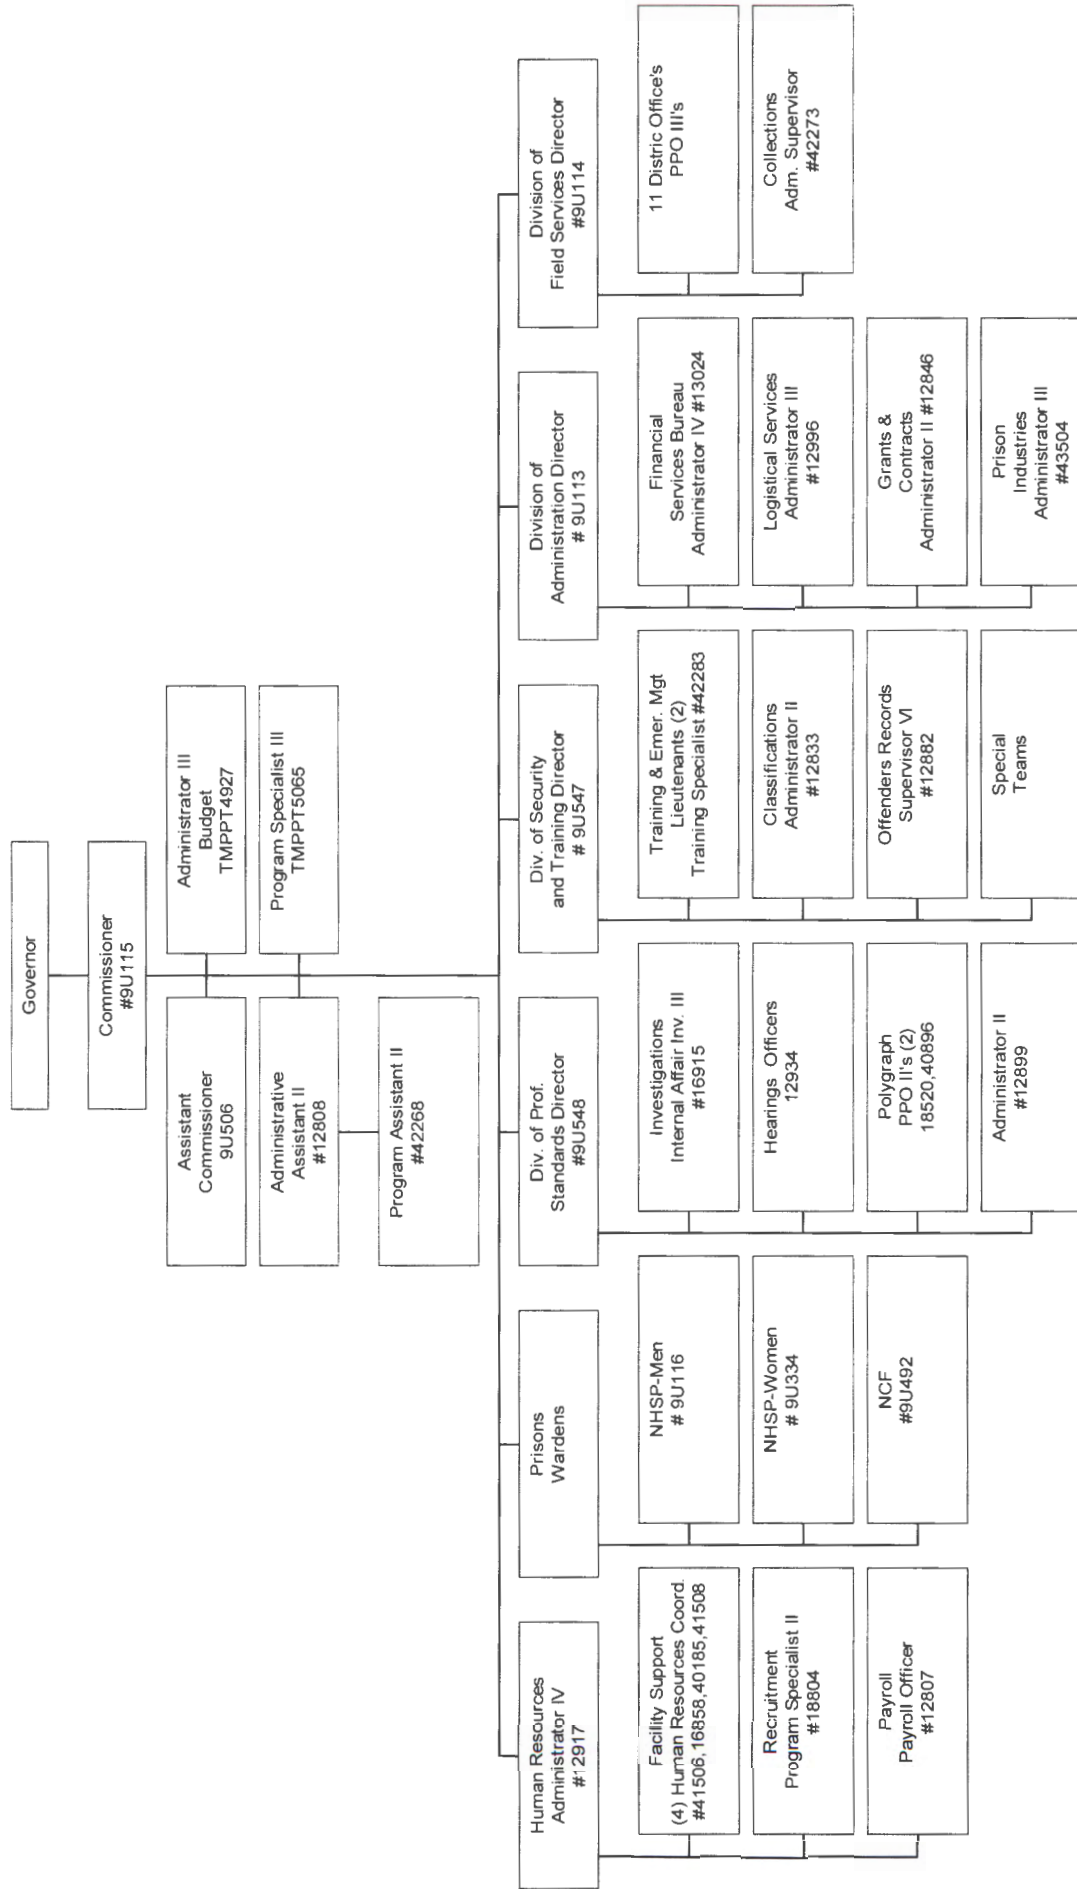 Governor
Commissioner
#9U115
Assistant
Commissioner
9U506
Administrator III
Budget
TMPPT4927
Administrative
Assistant II
#12808
Program Specialist III
TMPPT5065
Program Assistant II
#42268
Human Resources
Administrator IV
#12917
Facility Support
(4) Human Resources Coord.
#41506,16858,40185,41508
Recruitment
Program Specialist II
#18804
Payroll
Payroll Officer
#12807
Prisons
Wardens
NHSP-Men
# 9U116
NHSP-Women
# 9U334
NCF
#9U492
Div. of Prof.
Standards Director
#9U548
Investigations
Internal Affair Inv. III
#16915
Hearings Officers
12934
Polygraph
PPO II's (2)
18520,40896
Administrator II
#12899
Div. of Security
and Training Director
# 9U547
Training & Emer. Mgt
Lieutenants (2)
Training Specialist #42283
Classifications
Administrator II
#12833
Offenders Records
Supervisor VI
#12882
Special
Teams
Division of
Administration Director
# 9U113
Financial
Services Bureau
Administrator IV #13024
Logistical Services
Administrator III
#12996
Grants &
Contracts
Administrator II #12846
Prison
Industries
Administrator III
#43504
Division of
Field Services Director
#9U114
11 Distric Office's
PPO III's
Collections
Adm. Supervisor
#42273